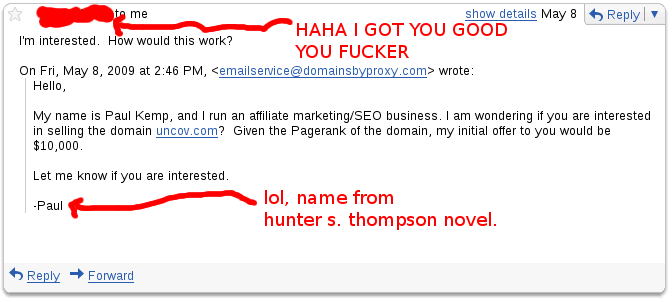 to me show details May 8 Reply
HAHA I GOT YOU GOOD
YOU FUCKER
I'm interested. How would this work?
On Fri, May 8, 2009 at 2:46 PM, <emailservice@domainsbyproxy.com> wrote:
Hello,
My name is Paul Kemp, and I run an affiliate marketing/SEO business. I am wondering if you are interested
in selling the domain uncov.com? Given the Pagerank of the domain, my initial offer to you would be
$10,000.
Let me know if you are interested.
-Paul
lol, name from
hunter s. thompson novel.
Reply Forward